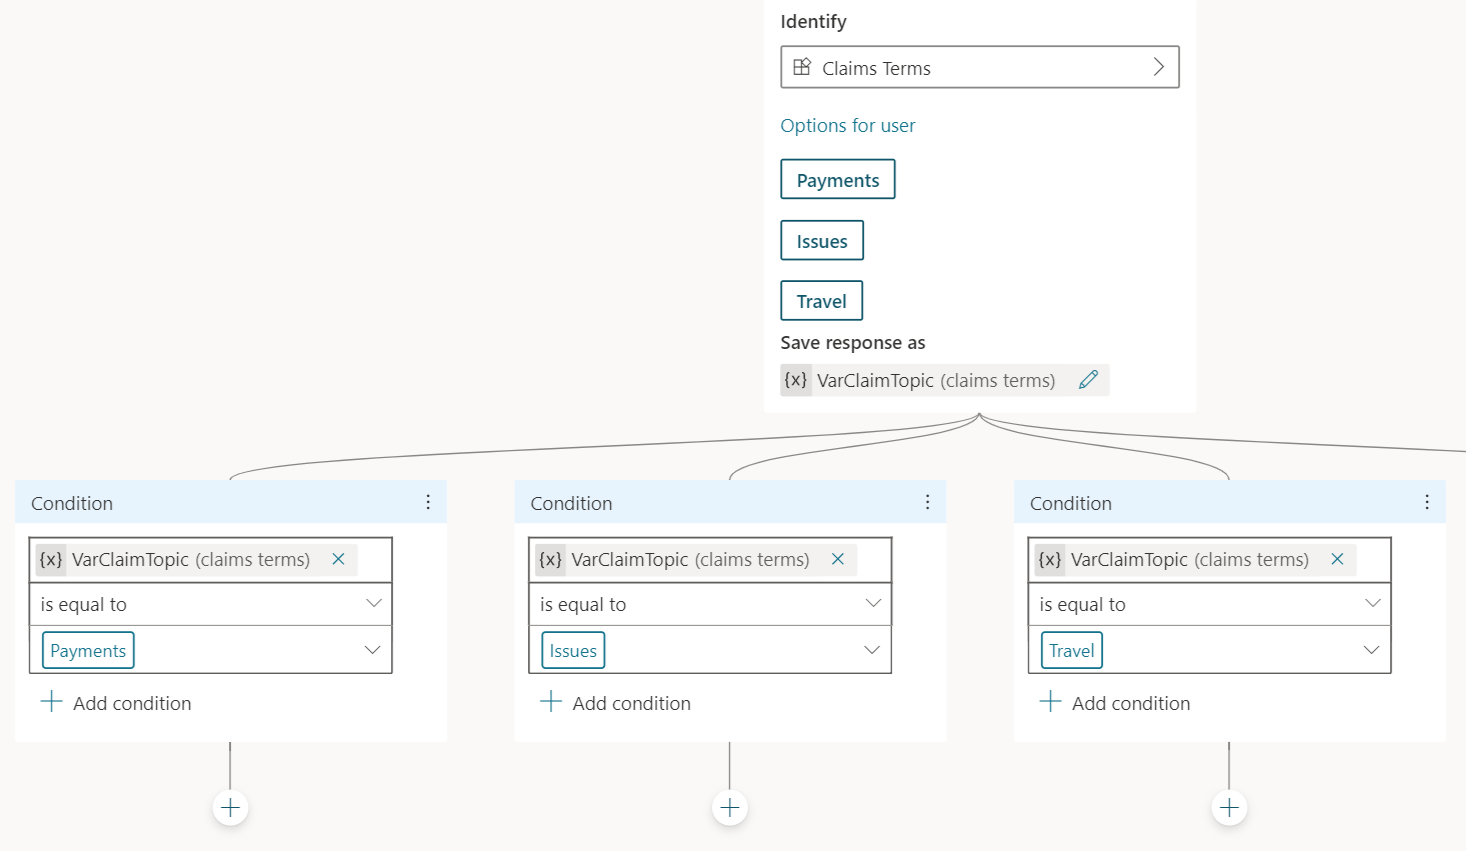 Identify
Claims Terms
Options for user
Payments
Issues
Travel
Save response as
{x} VarClaimTopic (claims terms)
Condition
{x} VarClaimTopic (claims terms)
is equal to
Payments
Add condition
Condition
{x} VarClaimTopic (claims terms)
is equal to
Issues
Add condition
Condition
{x} VarClaimTopic (claims terms)
is equal to
Travel
Add condition